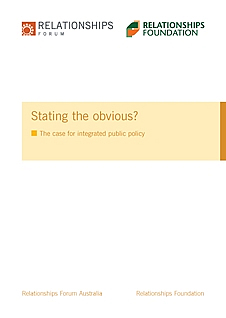 RELATIONSHIPS
FORUM
RELATIONSHIPS
FOUNDATION
Stating the obvious?
The case for integrated public policy
Relationships Forum Australia
Relationships Foundation